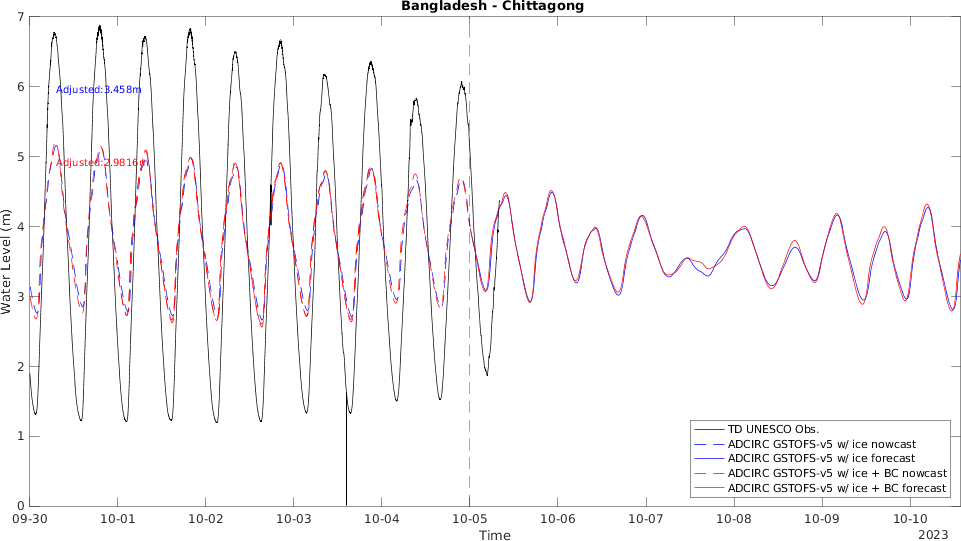 Bangladesh - Chittagong
Water Level (m)
7
6
5
4
3
2
1
0
Adjusted:3.458m
Adjusted:2.9816m
TD UNESCO Obs.
ADCIRC GSTOFS-v5 w/ ice nowcast
ADCIRC GSTOFS-v5 w/ ice forecast
ADCIRC GSTOFS-v5 w/ ice + BC nowcast
ADCIRC GSTOFS-v5 w/ ice + BC forecast
09-30 10-01 10-02 10-03 10-04 10-05 10-06 10-07 10-08 10-09 10-10
Time
2023